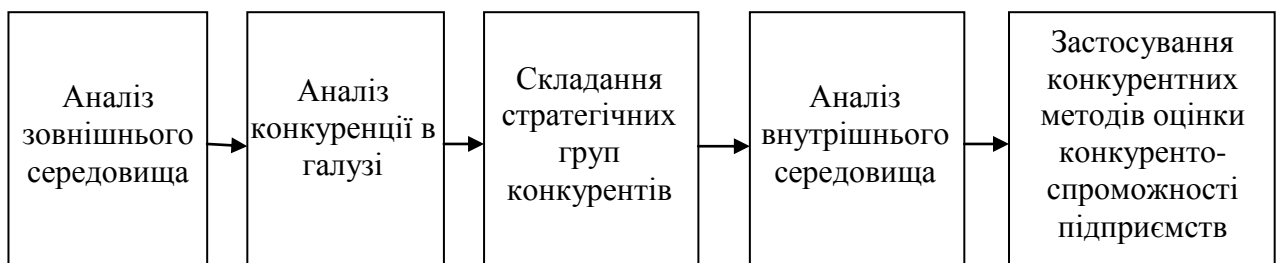 Аналіз
зовнішнього
середовища
Аналіз
конкуренції в
галузі
Складання
стратегічних
груп
конкурентів
Аналіз
внутрішнього
середовища
Застосування
конкурентних
методів оцінки
конкуренто-
спроможності
підприємств